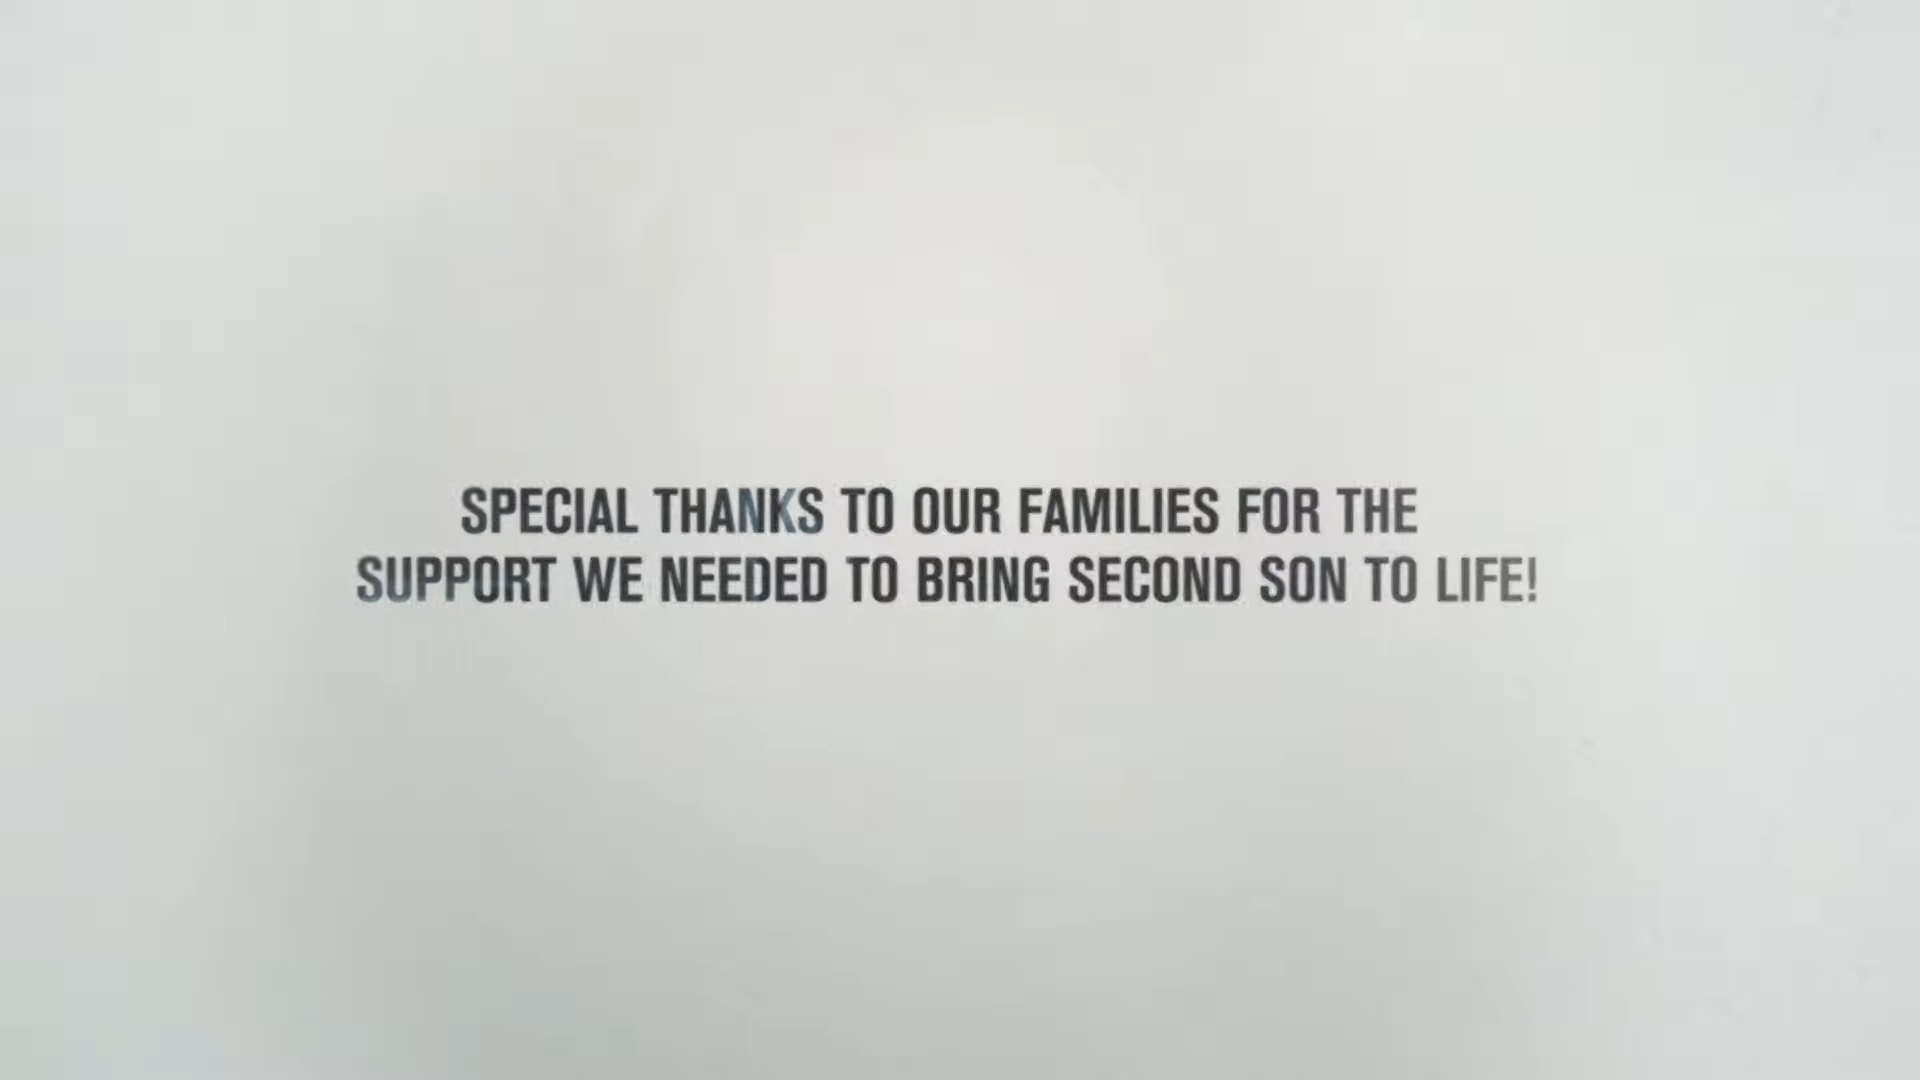 SPECIAL THANKS TO OUR FAMILIES FOR THE
SUPPORT WE NEEDED TO BRING SECOND SON TO LIFE!